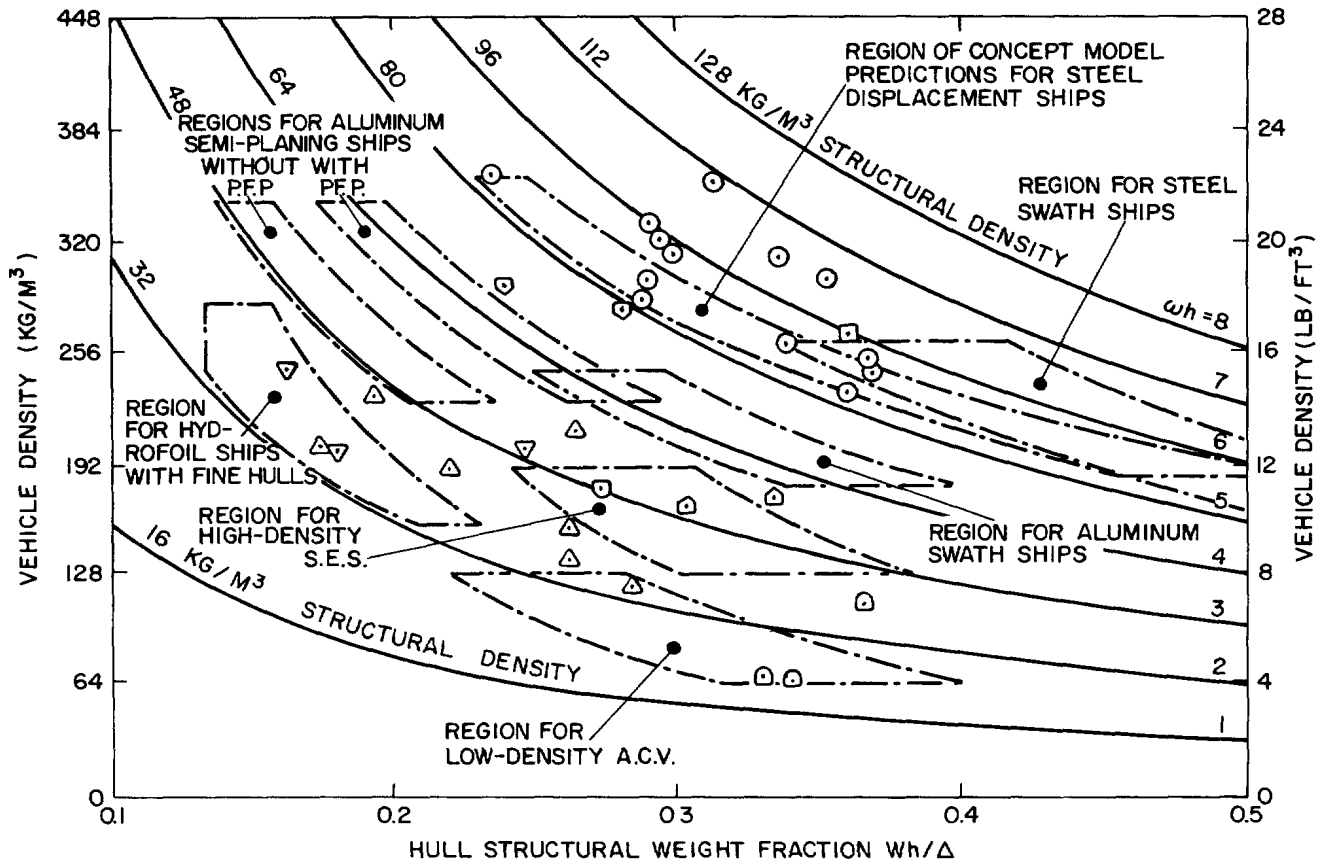 448
384
320
256
192
128
64
0
VEHICLE DENSITY (KG/M³)
28
24
20
16
12
8
4
0
VEHICLE DENSITY (LB/FT³)
0.1
0.2
0.3
0.4
0.5
HULL STRUCTURAL WEIGHT FRACTION Wh/Δ
32
48
64
80
96
112
128 KG/M³ STRUCTURAL DENSITY
ωh=8
7
6
5
4
3
2
1
16 KG/M³ STRUCTURAL DENSITY
REGION OF CONCEPT MODEL
PREDICTIONS FOR STEEL
DISPLACEMENT SHIPS
REGIONS FOR ALUMINUM
SEMI-PLANING SHIPS
WITHOUT WITH
P.F.P. P.F.P.
REGION FOR STEEL
SWATH SHIPS
REGION
FOR HYD-
ROFOIL SHIPS
WITH FINE HULLS
REGION FOR
HIGH-DENSITY
S.E.S.
REGION FOR ALUMINUM
SWATH SHIPS
REGION FOR
LOW-DENSITY A.C.V.